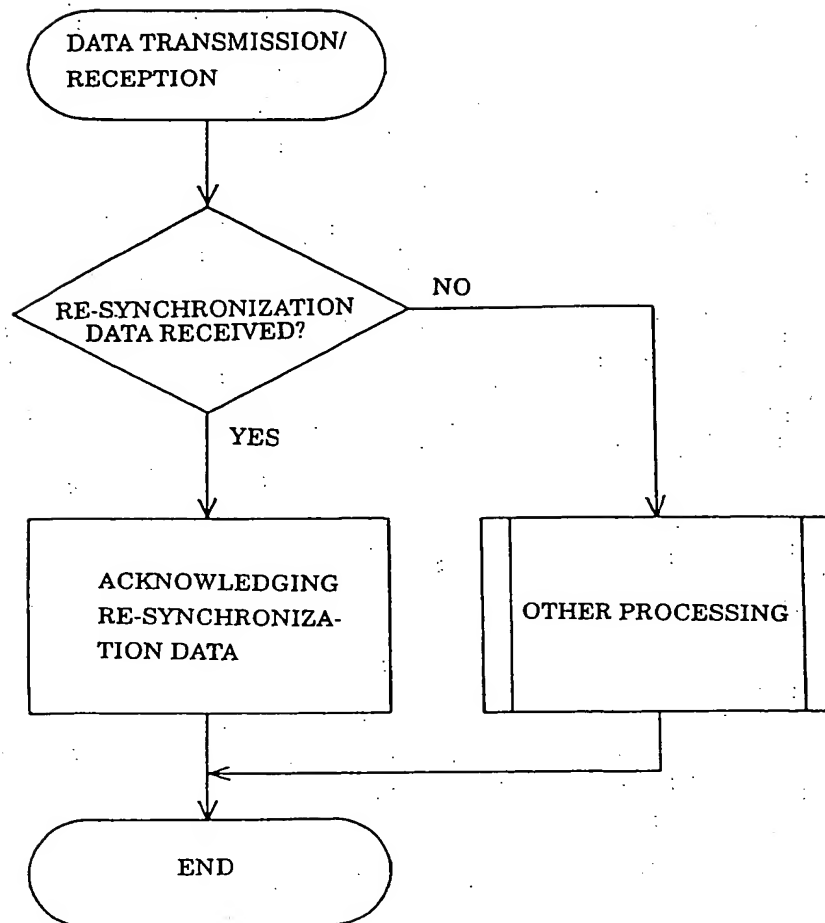 DATA TRANSMISSION/
RECEPTION
RE-SYNCHRONIZATION
DATA RECEIVED?
NO
YES
ACKNOWLEDGING
RE-SYNCHRONIZA-
TION DATA
OTHER PROCESSING
END